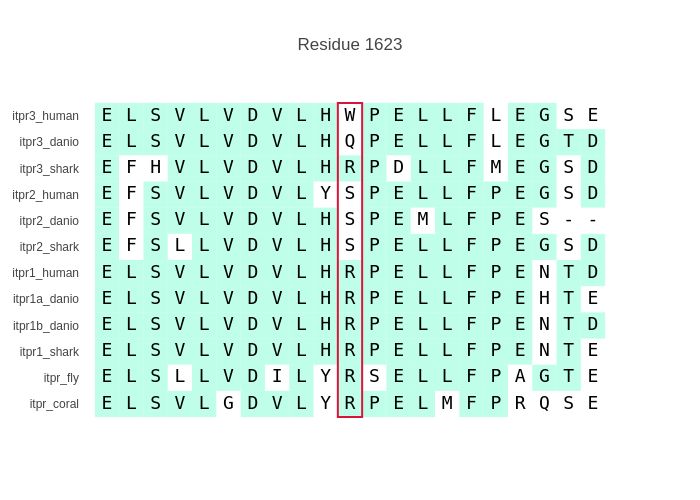 Residue 1623
itpr3_human E L S V L V D V L H W P E L L F L E G S E
itpr3_danio E L S V L V D V L H Q P E L L F L E G T D
itpr3_shark E F H V L V D V L H R P D L L F M E G S D
itpr2_human E F S V L V D V L Y S P E L L F P E G S D
itpr2_danio E F S V L V D V L H S P E M L F P E S - -
itpr2_shark E F S L L V D V L H S P E L L F P E G S D
itpr1_human E L S V L V D V L H R P E L L F P E N T D
itpr1a_danio E L S V L V D V L H R P E L L F P E H T E
itpr1b_danio E L S V L V D V L H R P E L L F P E N T D
itpr1_shark E L S V L V D V L H R P E L L F P E N T E
itpr_fly E L S L L V D I L Y R S E L L F P A G T E
itpr_coral E L S V L G D V L Y R P E L M F P R Q S E